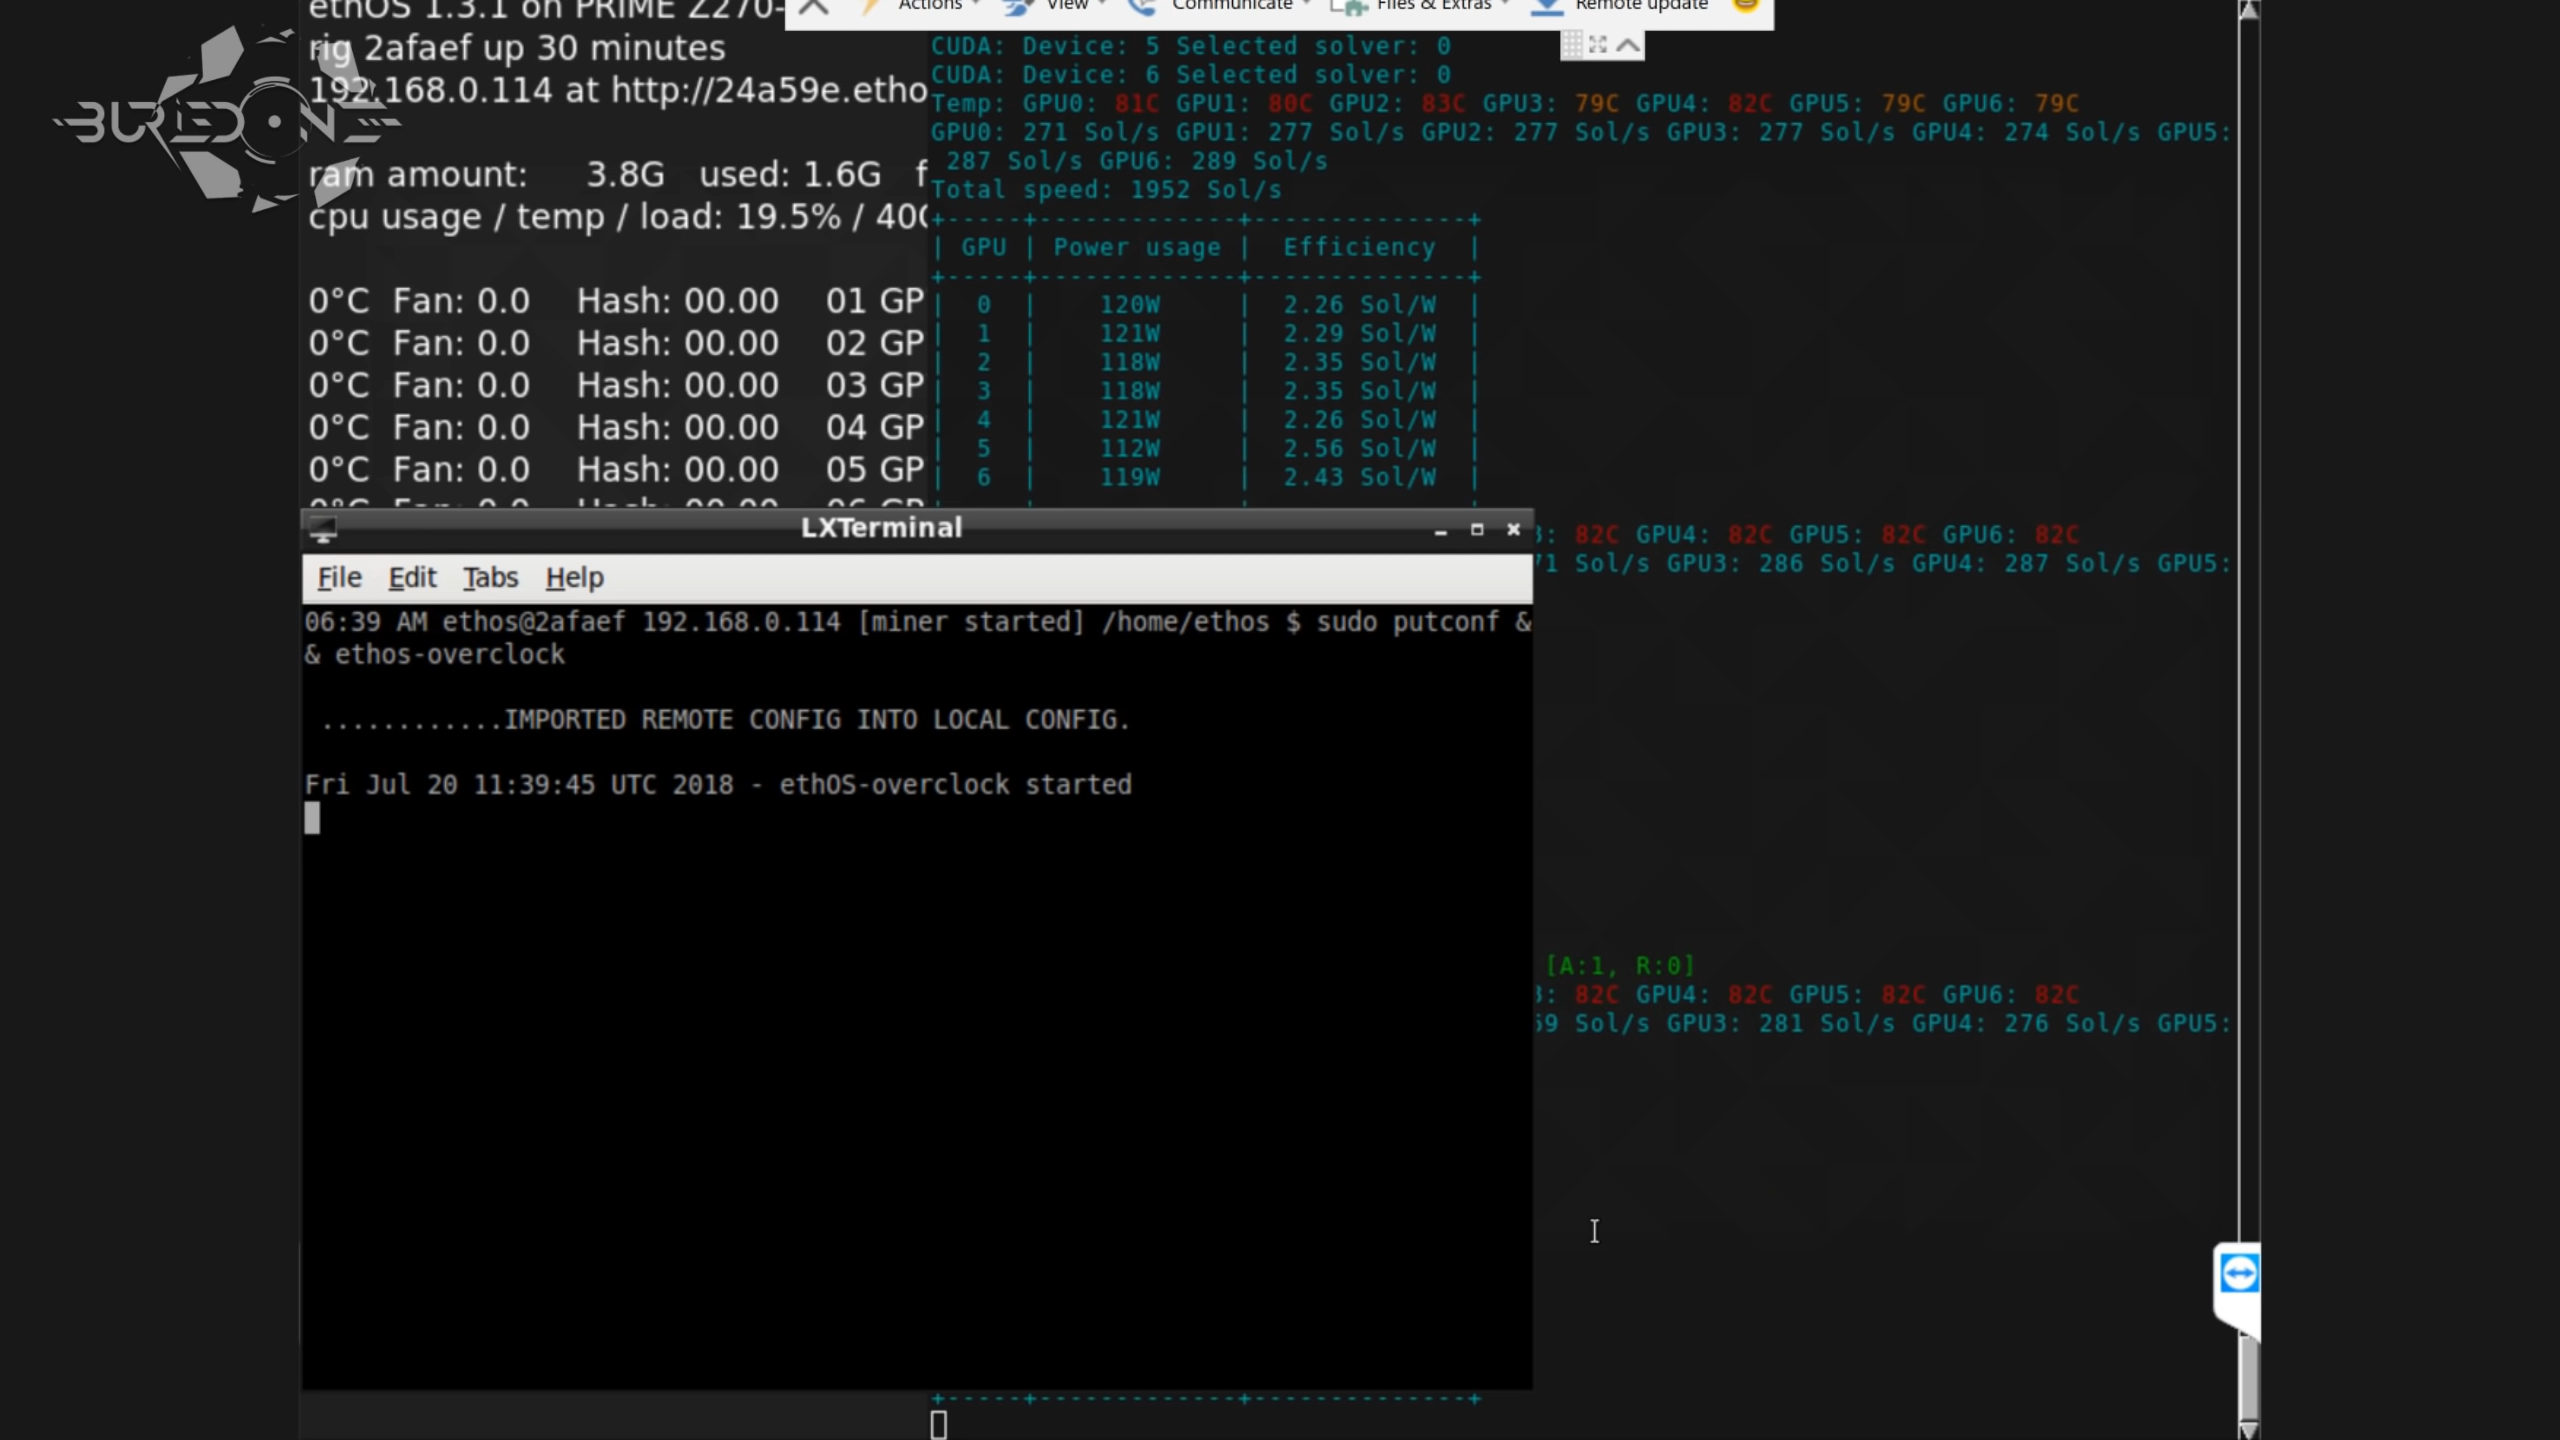 BURIEDONE
ethOS 1.3.1 on PRIME Z270-
rig 2afaef up 30 minutes
192.168.0.114 at http://24a59e.etho
ram amount: 3.8G used: 1.6G f
cpu usage / temp / load: 19.5% / 40C
0°C Fan: 0.0 Hash: 00.00 01 GP
0°C Fan: 0.0 Hash: 00.00 02 GP
0°C Fan: 0.0 Hash: 00.00 03 GP
0°C Fan: 0.0 Hash: 00.00 04 GP
0°C Fan: 0.0 Hash: 00.00 05 GP
0°C Fan: 0.0 Hash: 00.00 06 GP
Actions View Communicate Files & Extras Remote update
CUDA: Device: 5 Selected solver: 0
CUDA: Device: 6 Selected solver: 0
Temp: GPU0: 81C GPU1: 80C GPU2: 83C GPU3: 79C GPU4: 82C GPU5: 79C GPU6: 79C
GPU0: 271 Sol/s GPU1: 277 Sol/s GPU2: 277 Sol/s GPU3: 277 Sol/s GPU4: 274 Sol/s GPU5:
287 Sol/s GPU6: 289 Sol/s
Total speed: 1952 Sol/s
+-----+-------------+--------------+
| GPU | Power usage | Efficiency |
+-----+-------------+--------------+
| 0 | 120W | 2.26 Sol/W |
| 1 | 121W | 2.29 Sol/W |
| 2 | 118W | 2.35 Sol/W |
| 3 | 118W | 2.35 Sol/W |
| 4 | 121W | 2.26 Sol/W |
| 5 | 112W | 2.56 Sol/W |
| 6 | 119W | 2.43 Sol/W |
: 82C GPU4: 82C GPU5: 82C GPU6: 82C
71 Sol/s GPU3: 286 Sol/s GPU4: 287 Sol/s GPU5:
[A:1, R:0]
: 82C GPU4: 82C GPU5: 82C GPU6: 82C
69 Sol/s GPU3: 281 Sol/s GPU4: 276 Sol/s GPU5:
+-----+-------------+--------------+
LXTerminal
File Edit Tabs Help
06:39 AM ethos@2afaef 192.168.0.114 [miner started] /home/ethos $ sudo putconf &
& ethos-overclock
............IMPORTED REMOTE CONFIG INTO LOCAL CONFIG.
Fri Jul 20 11:39:45 UTC 2018 - ethOS-overclock started